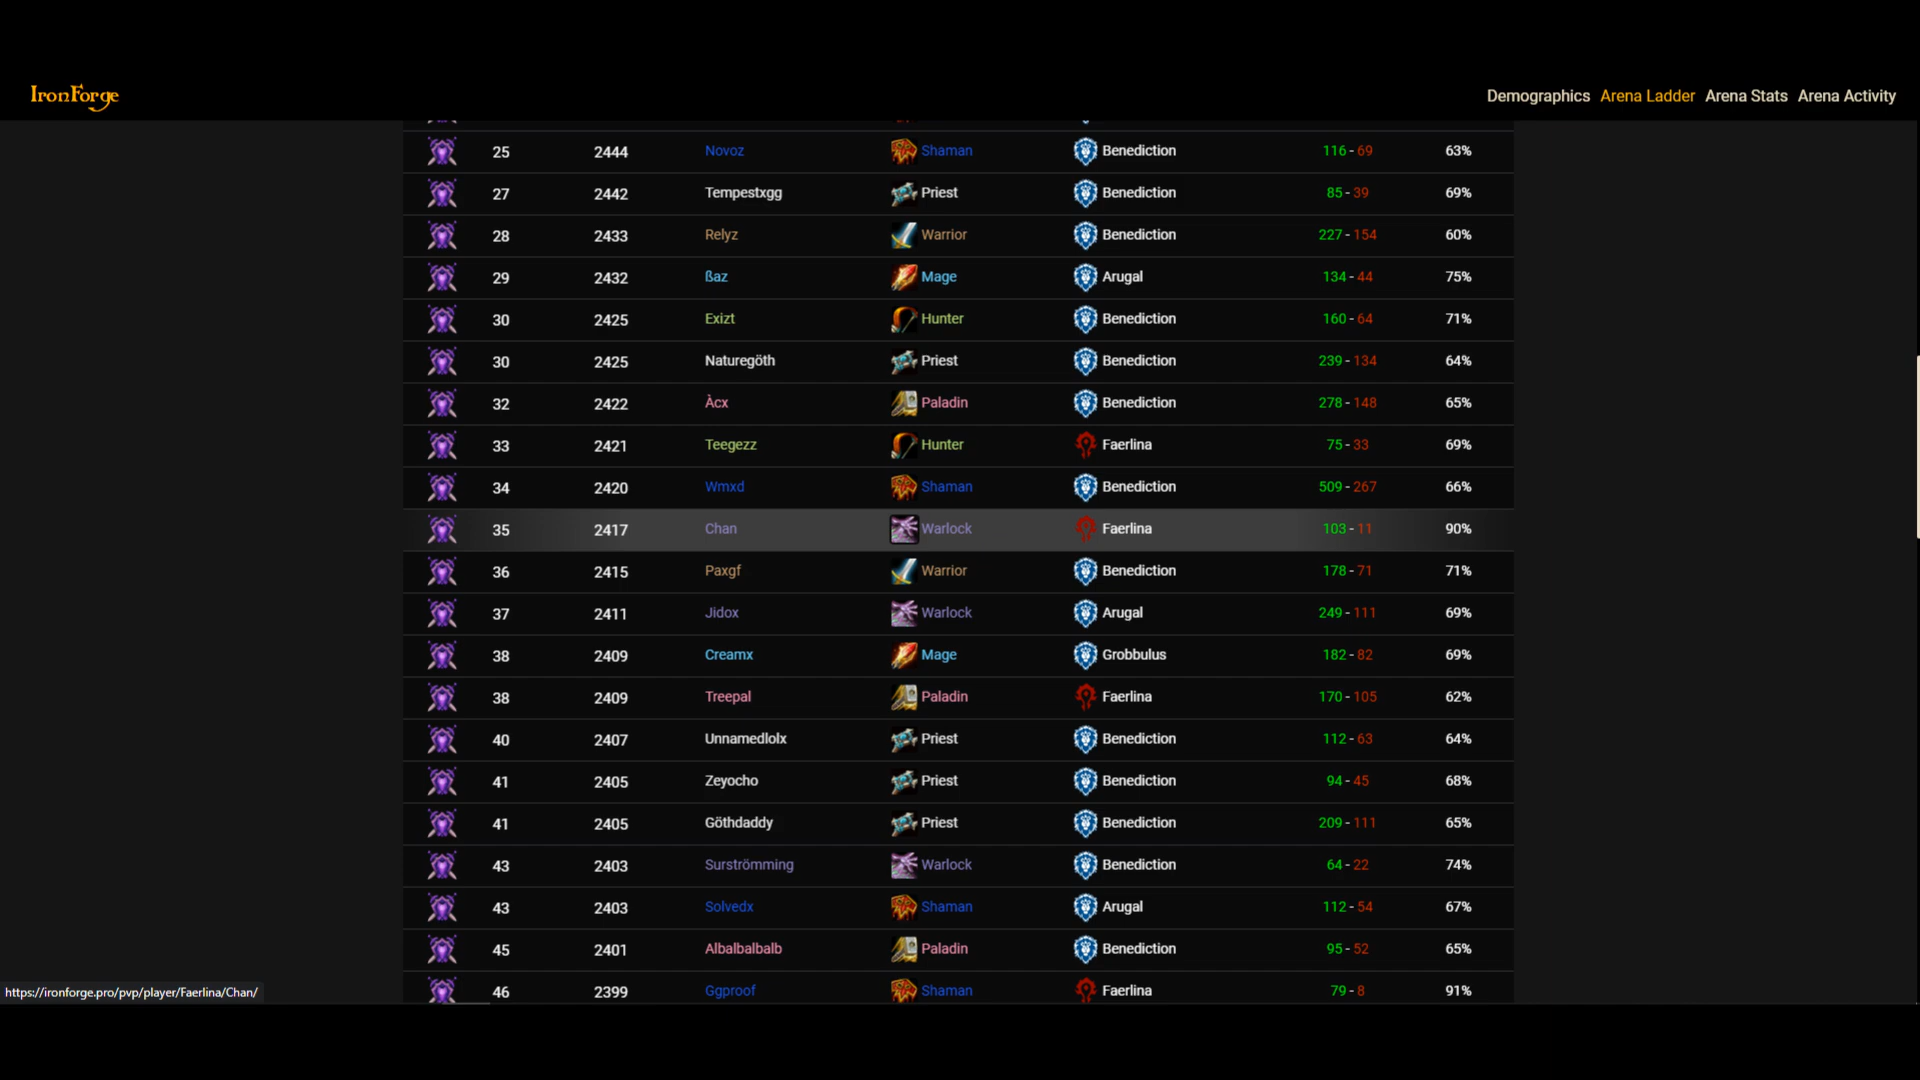 IronForge
Demographics Arena Ladder Arena Stats Arena Activity
25 2444 Novoz Shaman Benediction 116 - 69 63%
27 2442 Tempestxgg Priest Benediction 85 - 39 69%
28 2433 Relyz Warrior Benediction 227 - 154 60%
29 2432 ßaz Mage Arugal 134 - 44 75%
30 2425 Exizt Hunter Benediction 160 - 64 71%
30 2425 Naturegöth Priest Benediction 239 - 134 64%
32 2422 Àcx Paladin Benediction 278 - 148 65%
33 2421 Teegezz Hunter Faerlina 75 - 33 69%
34 2420 Wmxd Shaman Benediction 509 - 267 66%
35 2417 Chan Warlock Faerlina 103 - 11 90%
36 2415 Paxgf Warrior Benediction 178 - 71 71%
37 2411 Jidox Warlock Arugal 249 - 111 69%
38 2409 Creamx Mage Grobbulus 182 - 82 69%
38 2409 Treepal Paladin Faerlina 170 - 105 62%
40 2407 Unnamedlolx Priest Benediction 112 - 63 64%
41 2405 Zeyocho Priest Benediction 94 - 45 68%
41 2405 Göthdaddy Priest Benediction 209 - 111 65%
43 2403 Surströmming Warlock Benediction 64 - 22 74%
43 2403 Solvedx Shaman Arugal 112 - 54 67%
45 2401 Albalbalbalb Paladin Benediction 95 - 52 65%
46 2399 Ggproof Shaman Faerlina 79 - 8 91%
https://ironforge.pro/pvp/player/Faerlina/Chan/